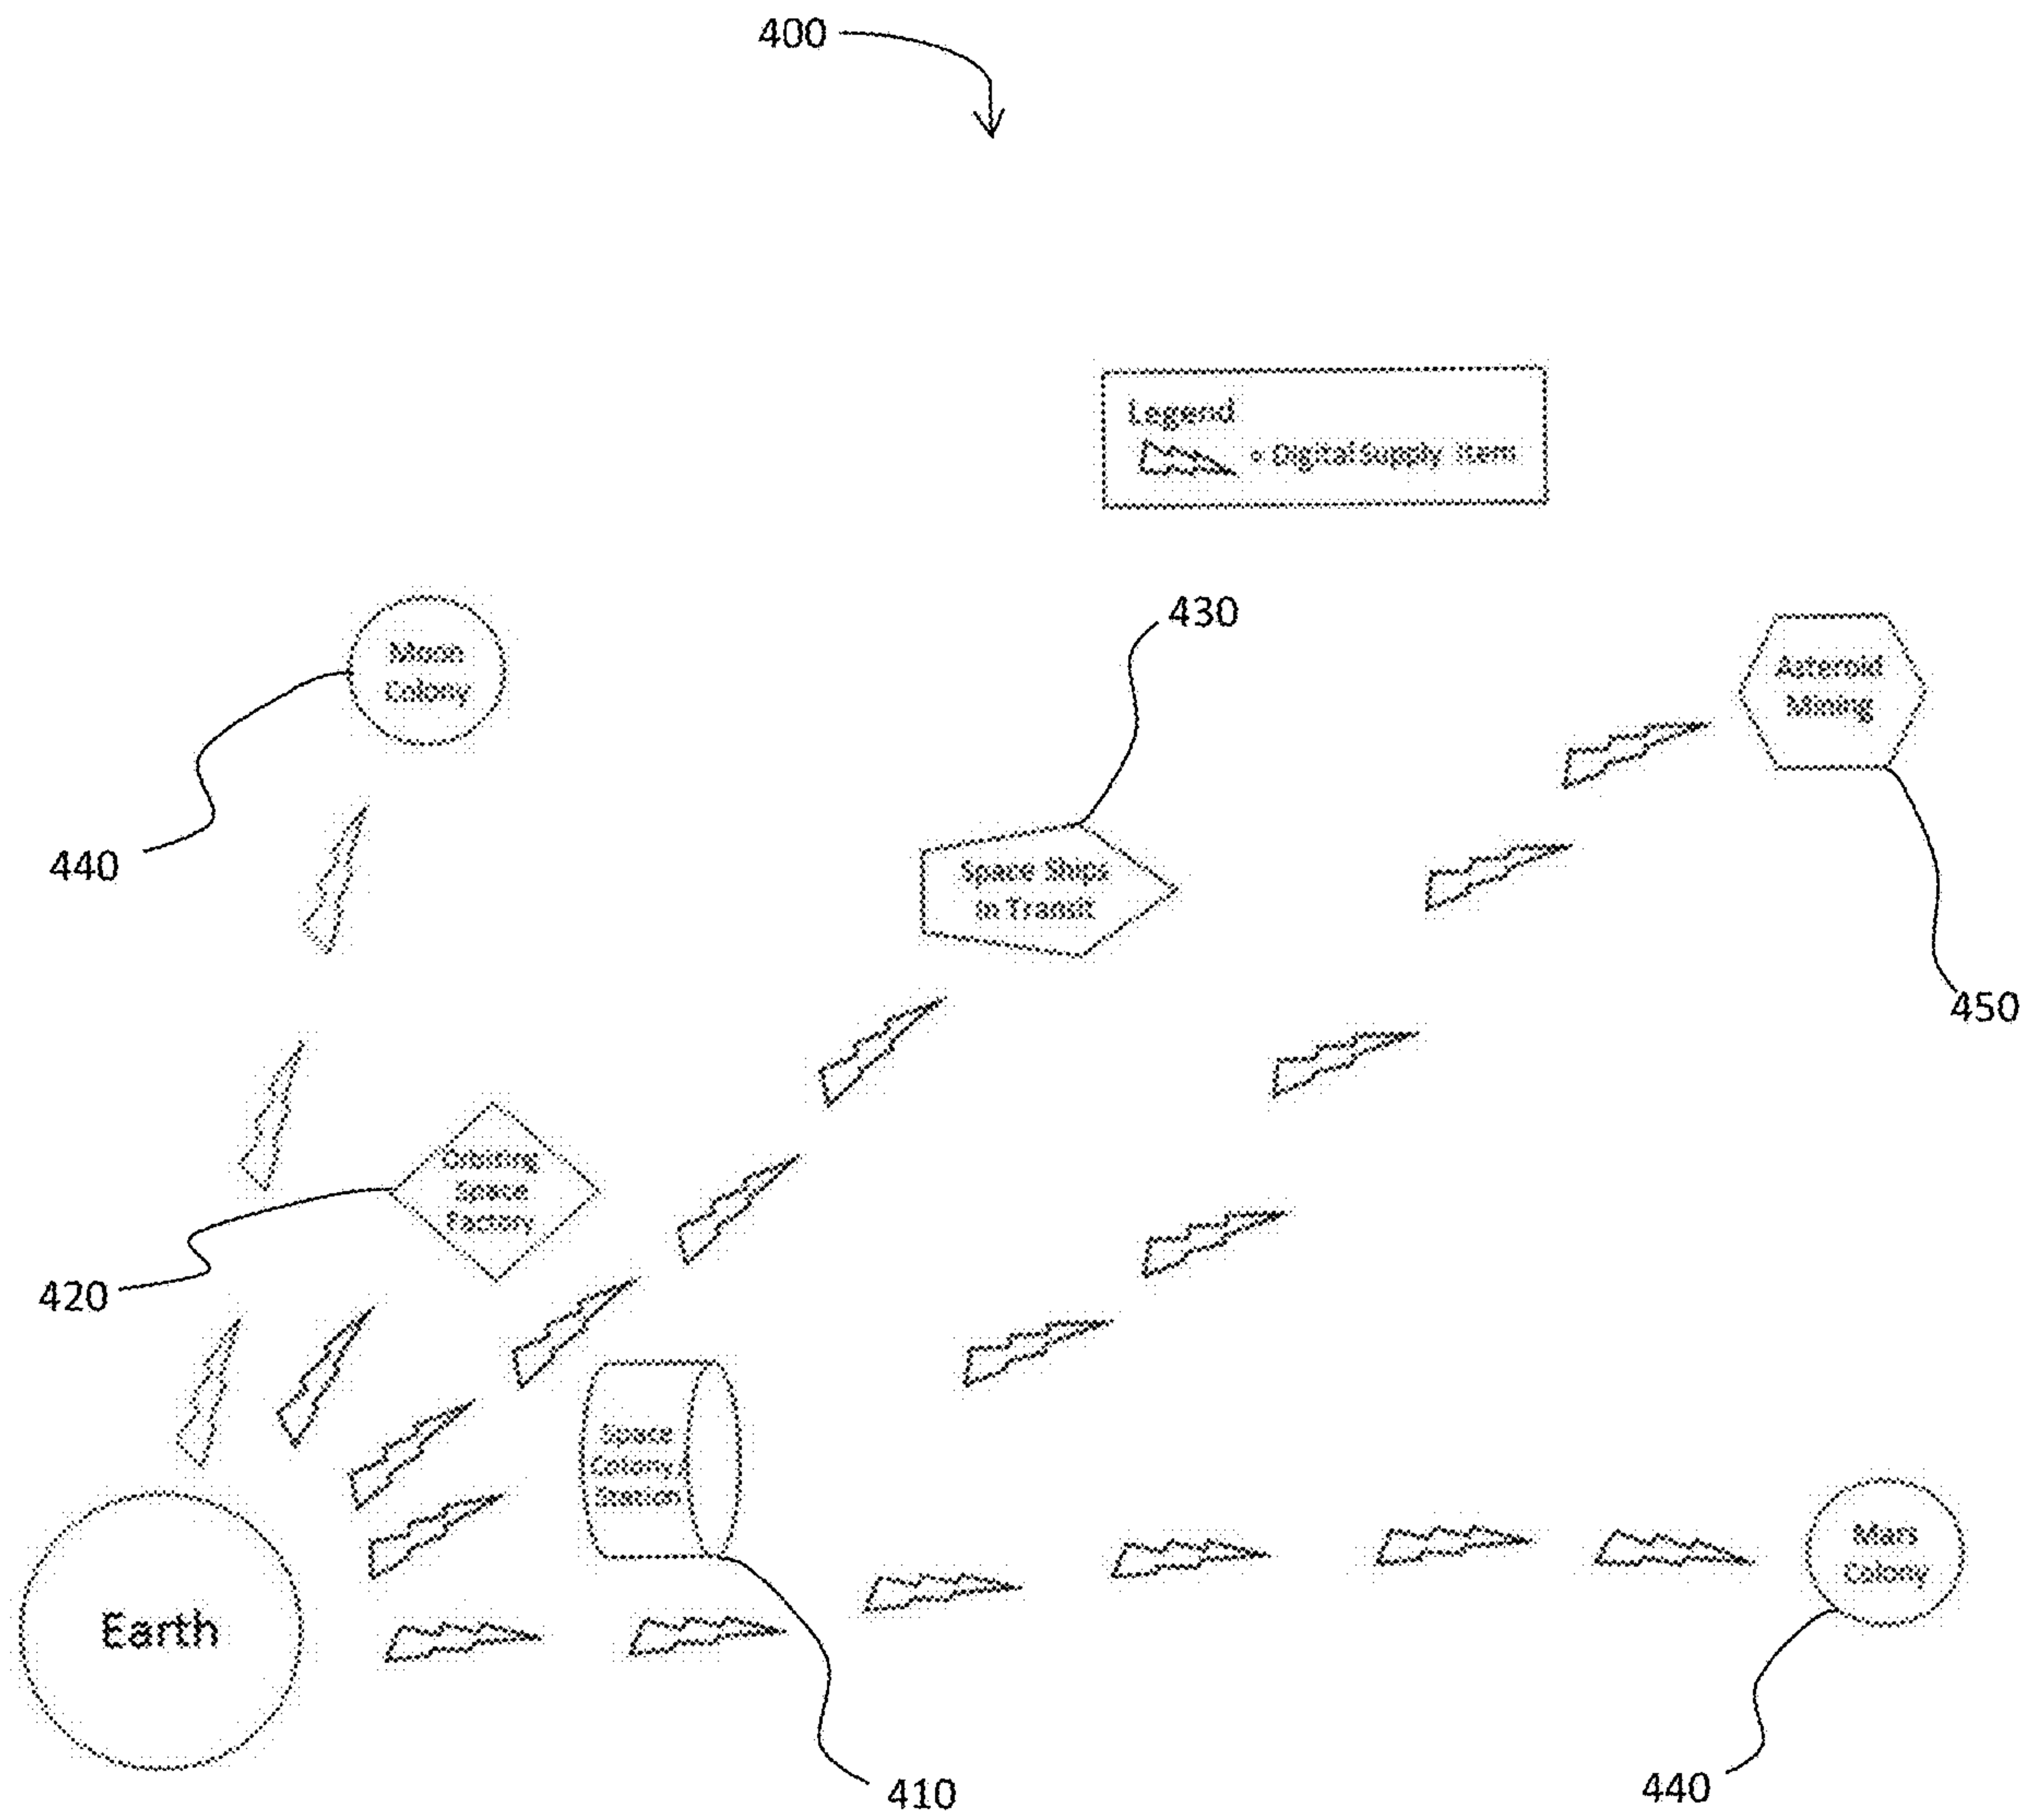 400
Legend
= Digital Supply Item
430
Moon
Colony
Asteroid
Mining
440
Space Ships
in Transit
450
Orbiting
Space
Factory
420
Space
Colony/
Station
Mars
Colony
Earth
410
440